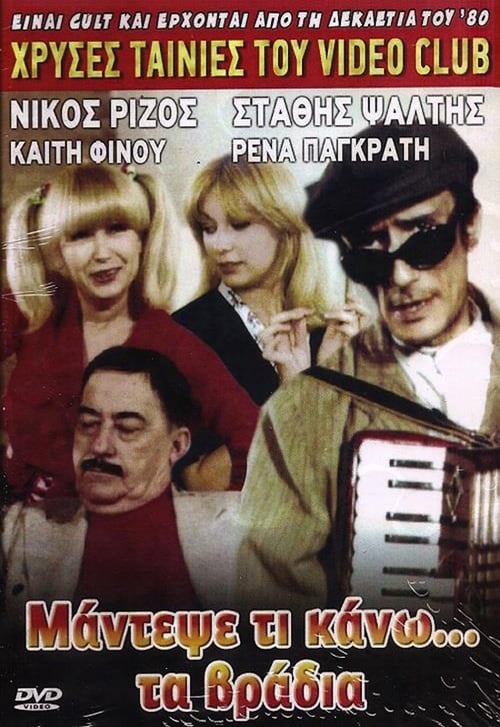 ΕΙΝΑΙ CULT ΚΑΙ ΕΡΧΟΝΤΑΙ ΑΠΟ ΤΗ ΔΕΚΑΕΤΙΑ ΤΟΥ '80
ΧΡΥΣΕΣ ΤΑΙΝΙΕΣ ΤΟΥ VIDEO CLUB
ΝΙΚΟΣ ΡΙΖΟΣ ΣΤΑΘΗΣ ΨΑΛΤΗΣ
ΚΑΙΤΗ ΦΙΝΟΥ ΡΕΝΑ ΠΑΓΚΡΑΤΗ
Μάντεψε τι κάνω...
τα βράδια
DVD
VIDEO